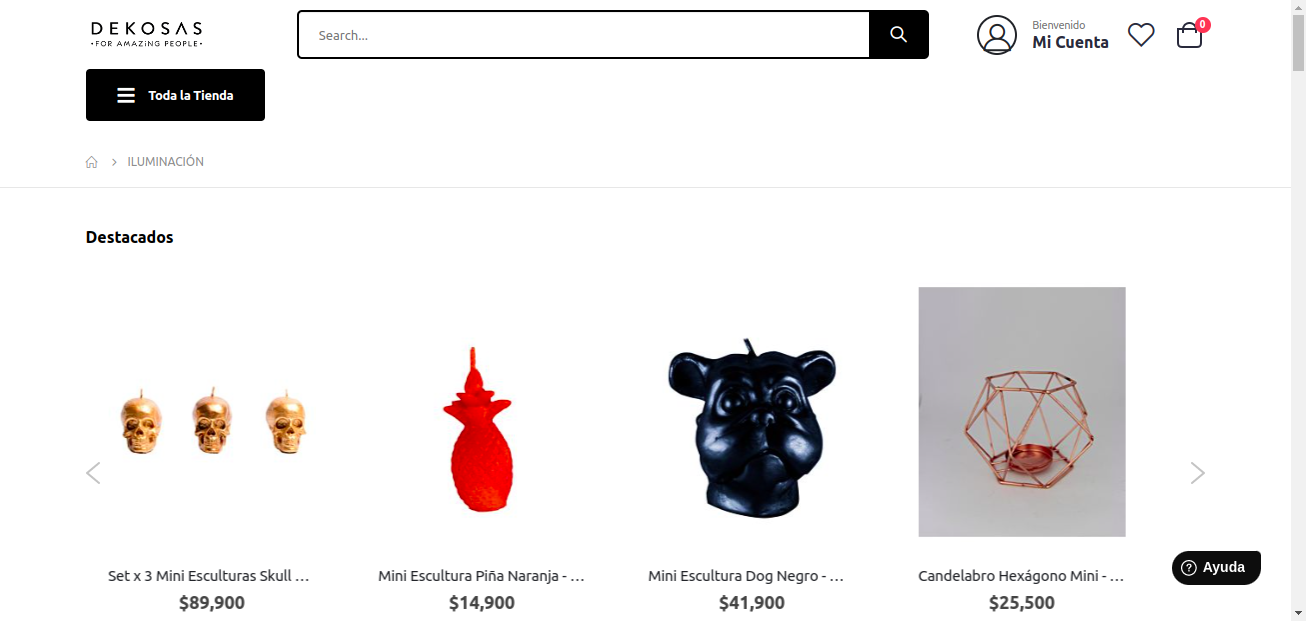 DEKOSAS
•FOR AMAZiNG PEOPLE•
Search...
Bienvenido
Mi Cuenta
0
Toda la Tienda
ILUMINACIÓN
Destacados
Set x 3 Mini Esculturas Skull ...
$89,900
Mini Escultura Piña Naranja - ...
$14,900
Mini Escultura Dog Negro - ...
$41,900
Candelabro Hexágono Mini - ...
$25,500
Ayuda